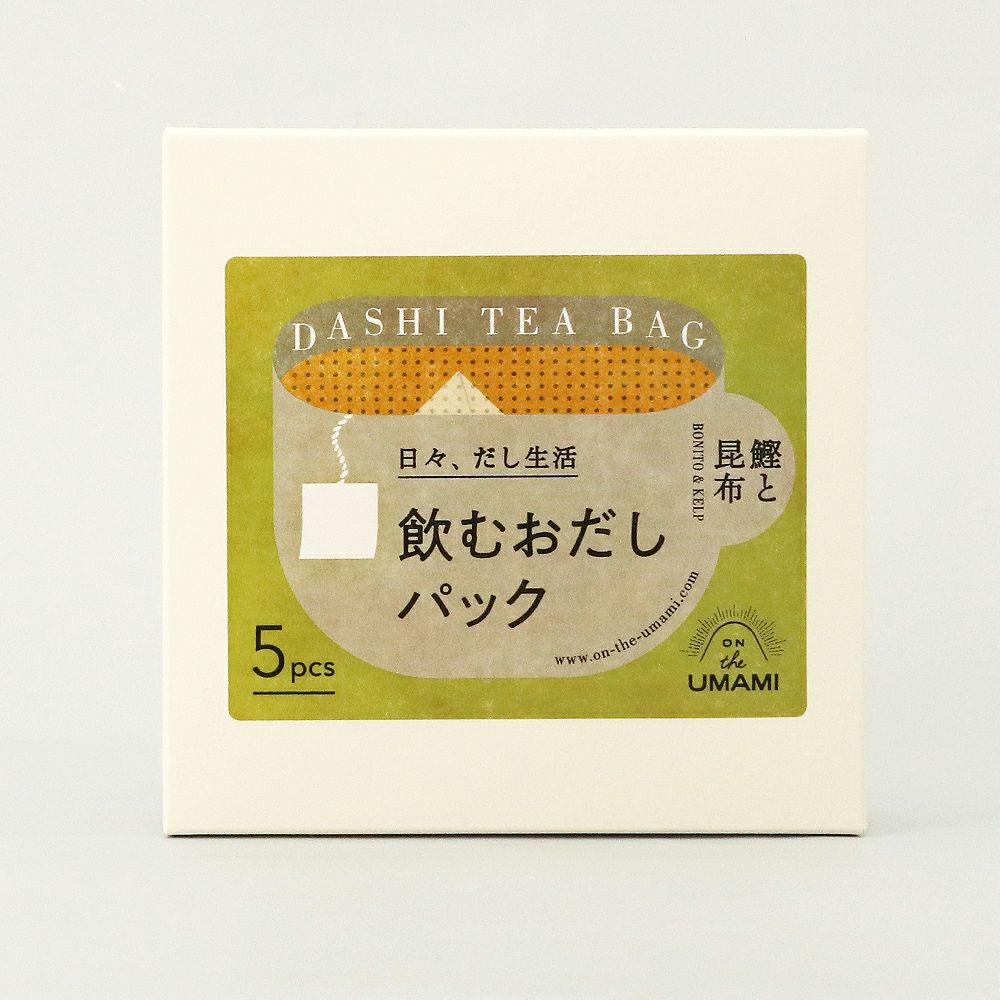 DASHI TEA BAG
日々、だし生活
飲むおだし
パック
鰹と
昆布
BONITO & KELP
www.on-the-umami.com
5pcs
ON
the
UMAMI